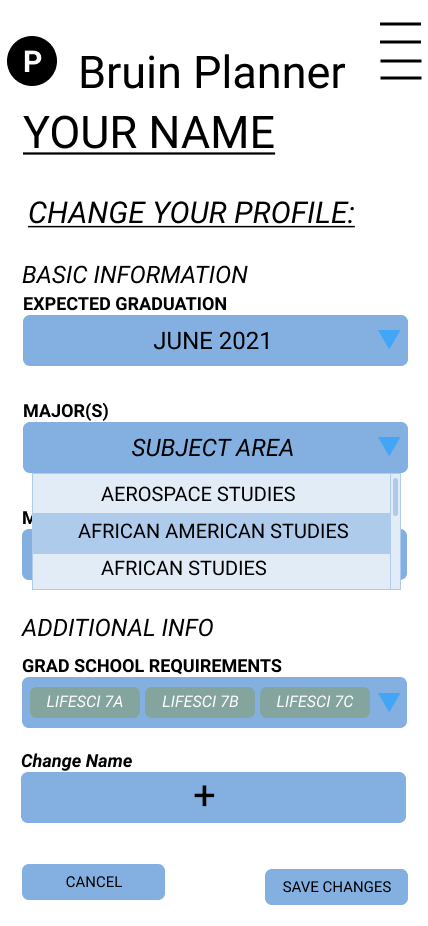 P
Bruin Planner
YOUR NAME
CHANGE YOUR PROFILE:
BASIC INFORMATION
EXPECTED GRADUATION
JUNE 2021
MAJOR(S)
SUBJECT AREA
AEROSPACE STUDIES
AFRICAN AMERICAN STUDIES
AFRICAN STUDIES
ADDITIONAL INFO
GRAD SCHOOL REQUIREMENTS
LIFESCI 7A LIFESCI 7B LIFESCI 7C
Change Name
+
CANCEL
SAVE CHANGES